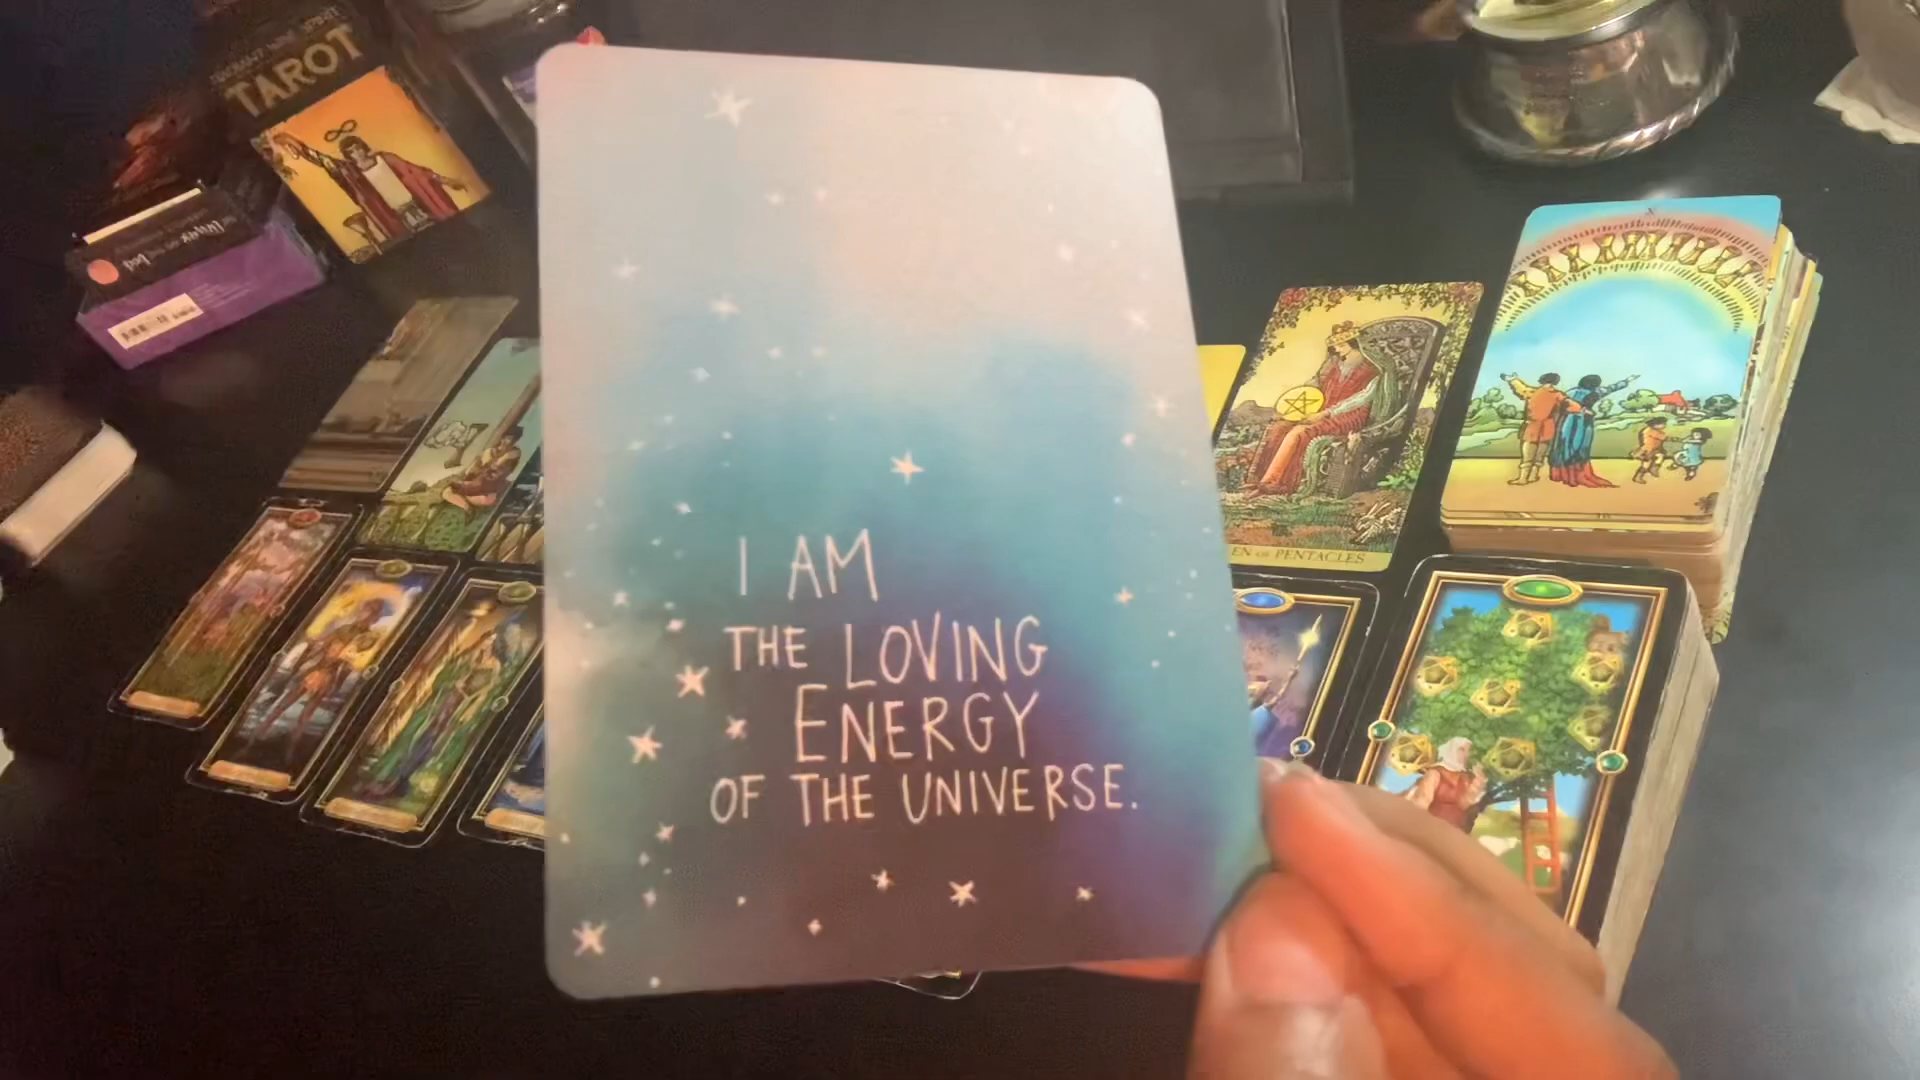 TAROT
I AM
THE LOVING
ENERGY
OF THE UNIVERSE.
X
EN OF PENTACLES